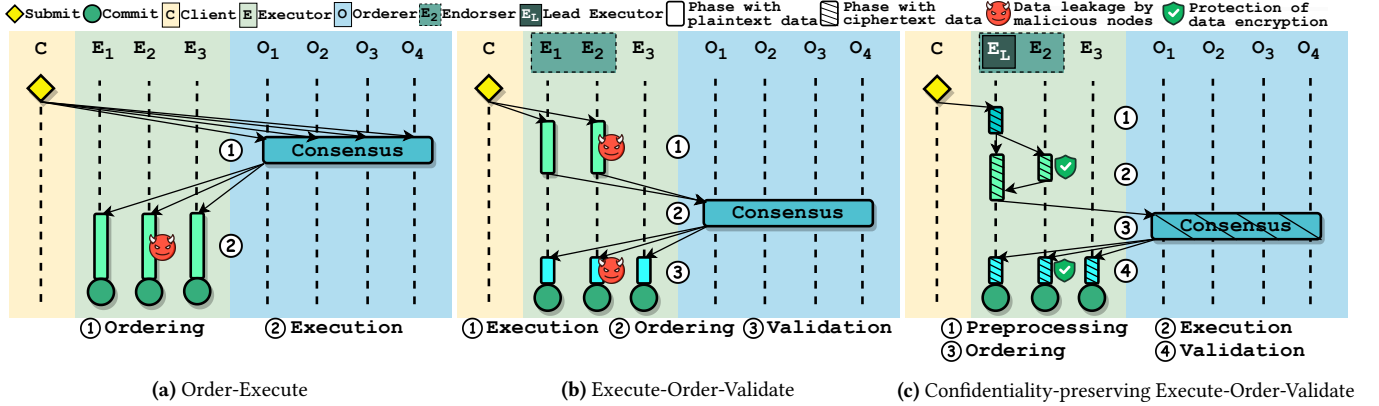 Submit Commit C Client E Executor O Orderer E2 Endorser EL Lead Executor Phase with plaintext data Phase with ciphertext data Data leakage by malicious nodes Protection of data encryption
C E1 E2 E3 O1 O2 O3 O4
① Consensus
②
① Ordering ② Execution
(a) Order-Execute
C E1 E2 E3 O1 O2 O3 O4
①
② Consensus
③
① Execution ② Ordering ③ Validation
(b) Execute-Order-Validate
C EL E2 E3 O1 O2 O3 O4
①
②
③ Consensus
④
① Preprocessing ② Execution
③ Ordering ④ Validation
(c) Confidentiality-preserving Execute-Order-Validate